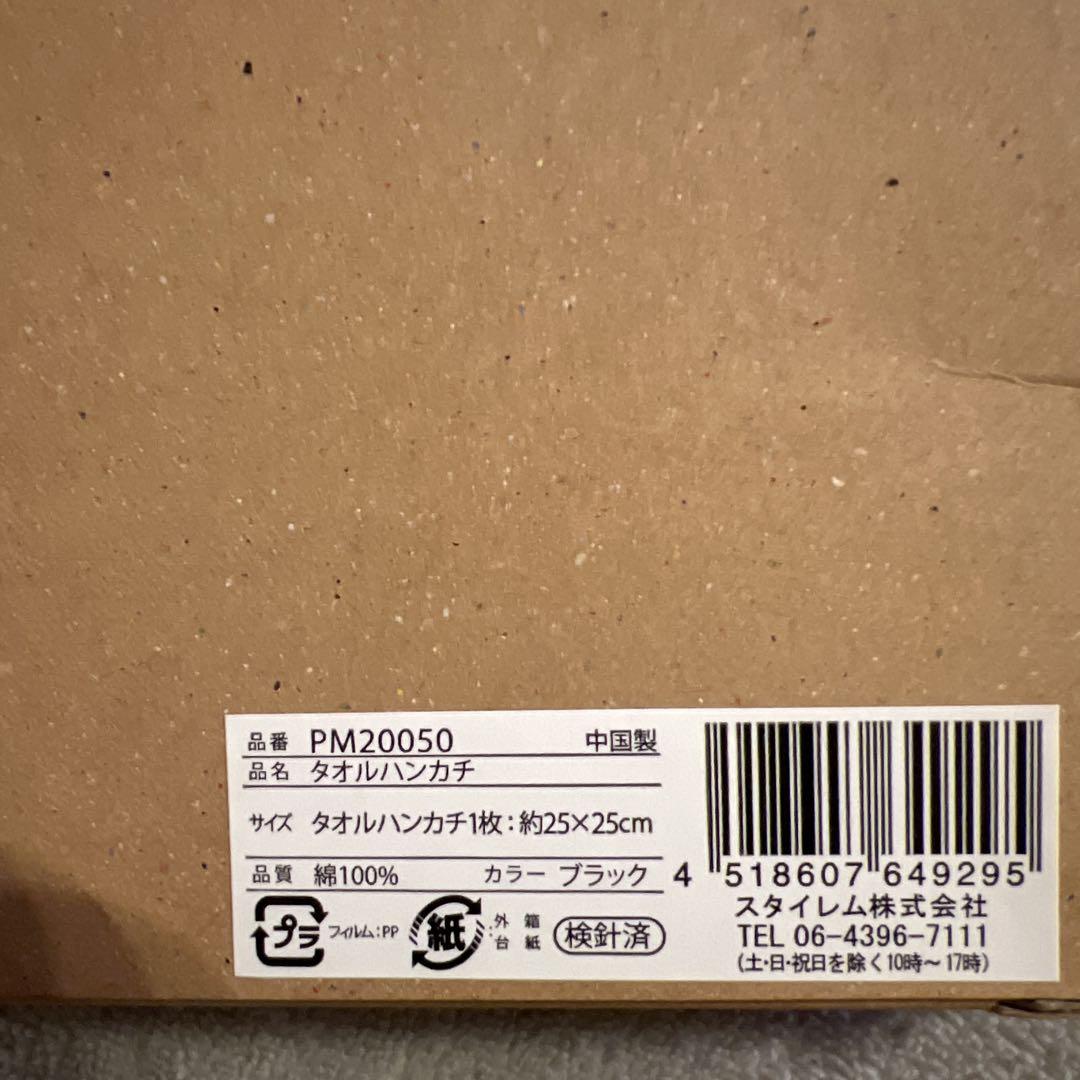 品番 PM20050 中国製
品名 タオルハンカチ
サイズ タオルハンカチ1枚：約25×25cm
品質 綿100% カラー ブラック
プラ フィルム：PP 紙 ：外箱 台紙 検針済
4 518607 649295
スタイレム株式会社
TEL 06-4396-7111
(土・日・祝日を除く10時～17時)